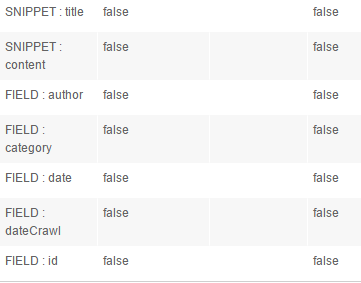 SNIPPET : title false false
SNIPPET : false false
content
FIELD : author false false
FIELD : false false
category
FIELD : date false false
FIELD : false false
dateCrawl
FIELD : id false false